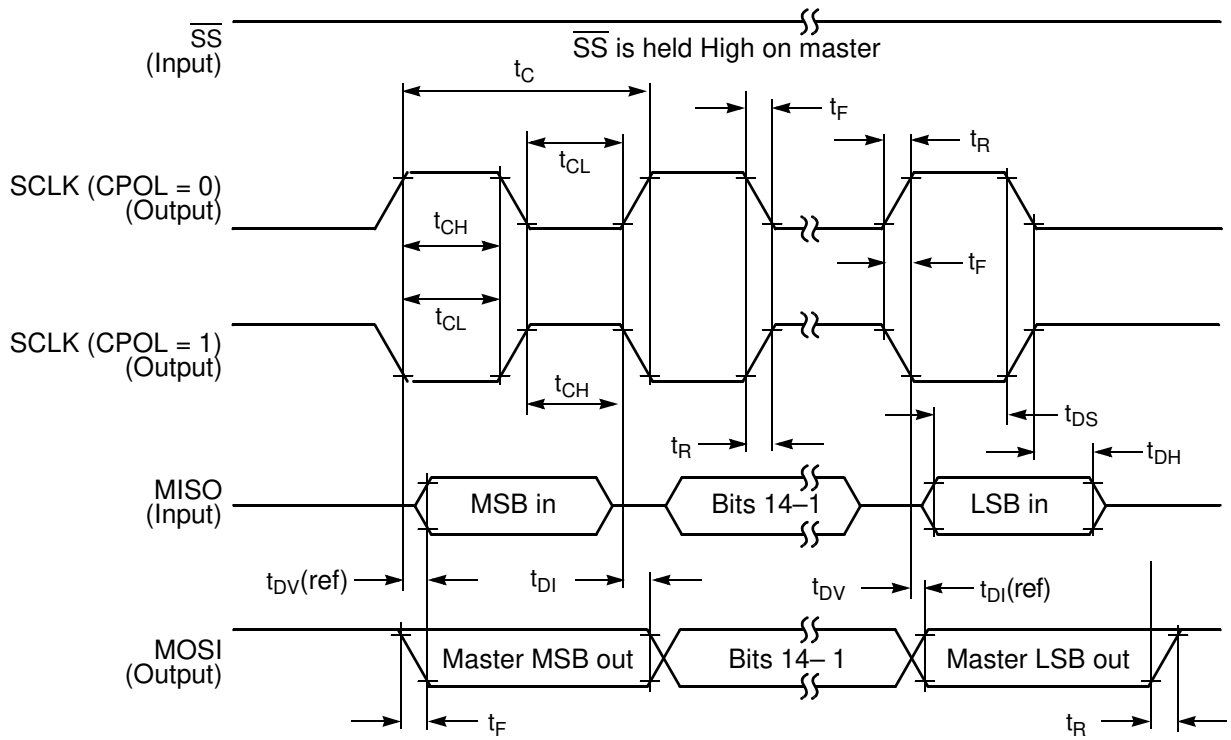 SS
(Input)
SS is held High on master
tC
tF
tR
tCL
SCLK (CPOL = 0)
(Output)
tCH
tF
tCL
SCLK (CPOL = 1)
(Output)
tCH
tDS
tR
tDH
MISO
(Input)
MSB in
Bits 14–1
LSB in
tDV(ref)
tDI
tDV
tDI(ref)
MOSI
(Output)
Master MSB out
Bits 14– 1
Master LSB out
tF
tR